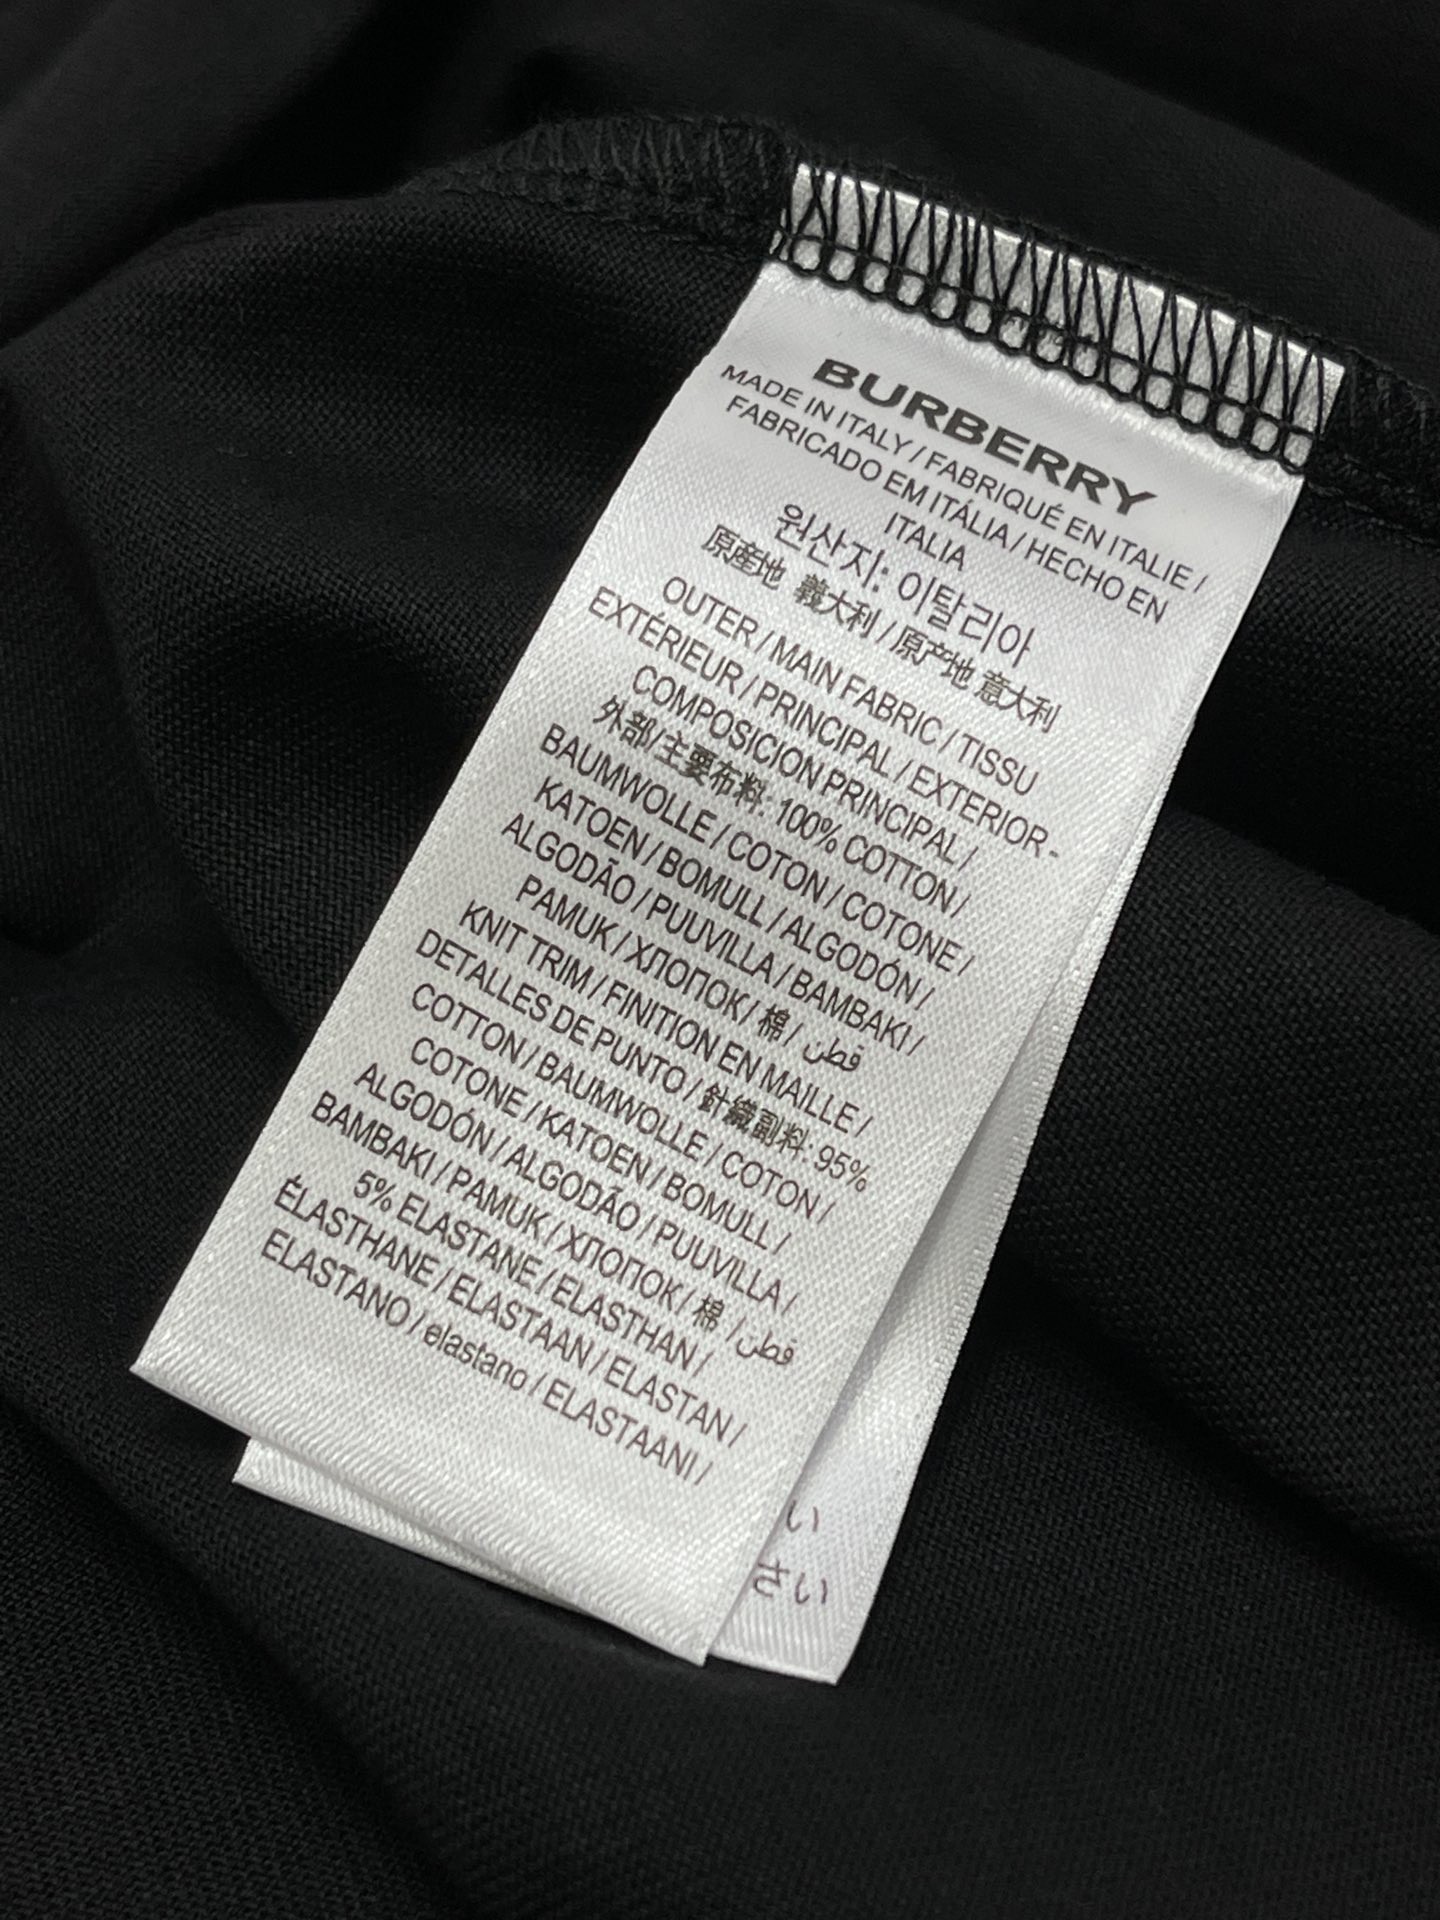 BURBERRY
MADE IN ITALY / FABRIQUÉ EN ITALIE /
FABRICADO EM ITÁLIA / HECHO EN
ITALIA
원산지: 이탈리아
原産地 義大利 / 原产地 意大利
OUTER / MAIN FABRIC / TISSU
EXTÉRIEUR / PRINCIPAL / EXTERIOR-
COMPOSICION PRINCIPAL /
外部/主要布料: 100% COTTON /
BAUMWOLLE / COTON / COTONE /
KATOEN / BOMULL / ALGODÓN /
ALGODÃO / PUUVILLA / BAMBAKI /
PAMUK / ХЛОПОК / 棉 / قطن
KNIT TRIM / FINITION EN MAILLE /
DETALLES DE PUNTO / 針織副料: 95%
COTTON / BAUMWOLLE / COTON /
COTONE / KATOEN / BOMULL /
ALGODÓN / ALGODÃO / PUUVILLA /
BAMBAKI / PAMUK / ХЛОПОК / 棉 / قطن
5% ELASTANE / ELASTHAN /
ÉLASTHANE / ELASTAAN / ELASTAN /
ELASTANO / elastano / ELASTAANI /
い
さい